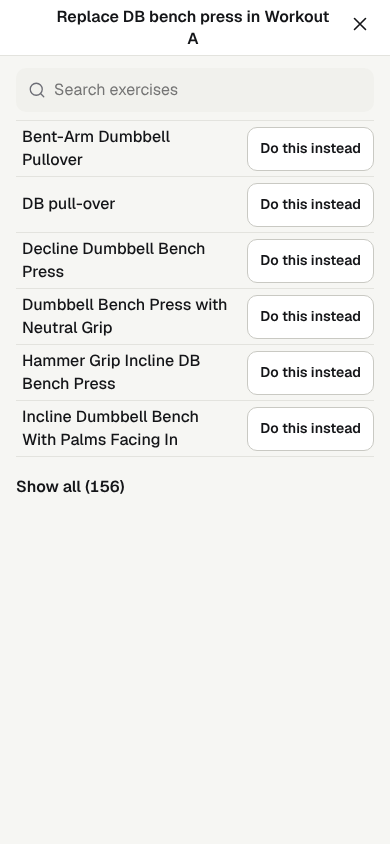 Replace DB bench press in Workout
A
Search exercises
Bent-Arm Dumbbell
Pullover
Do this instead
DB pull-over
Do this instead
Decline Dumbbell Bench
Press
Do this instead
Dumbbell Bench Press with
Neutral Grip
Do this instead
Hammer Grip Incline DB
Bench Press
Do this instead
Incline Dumbbell Bench
With Palms Facing In
Do this instead
Show all (156)